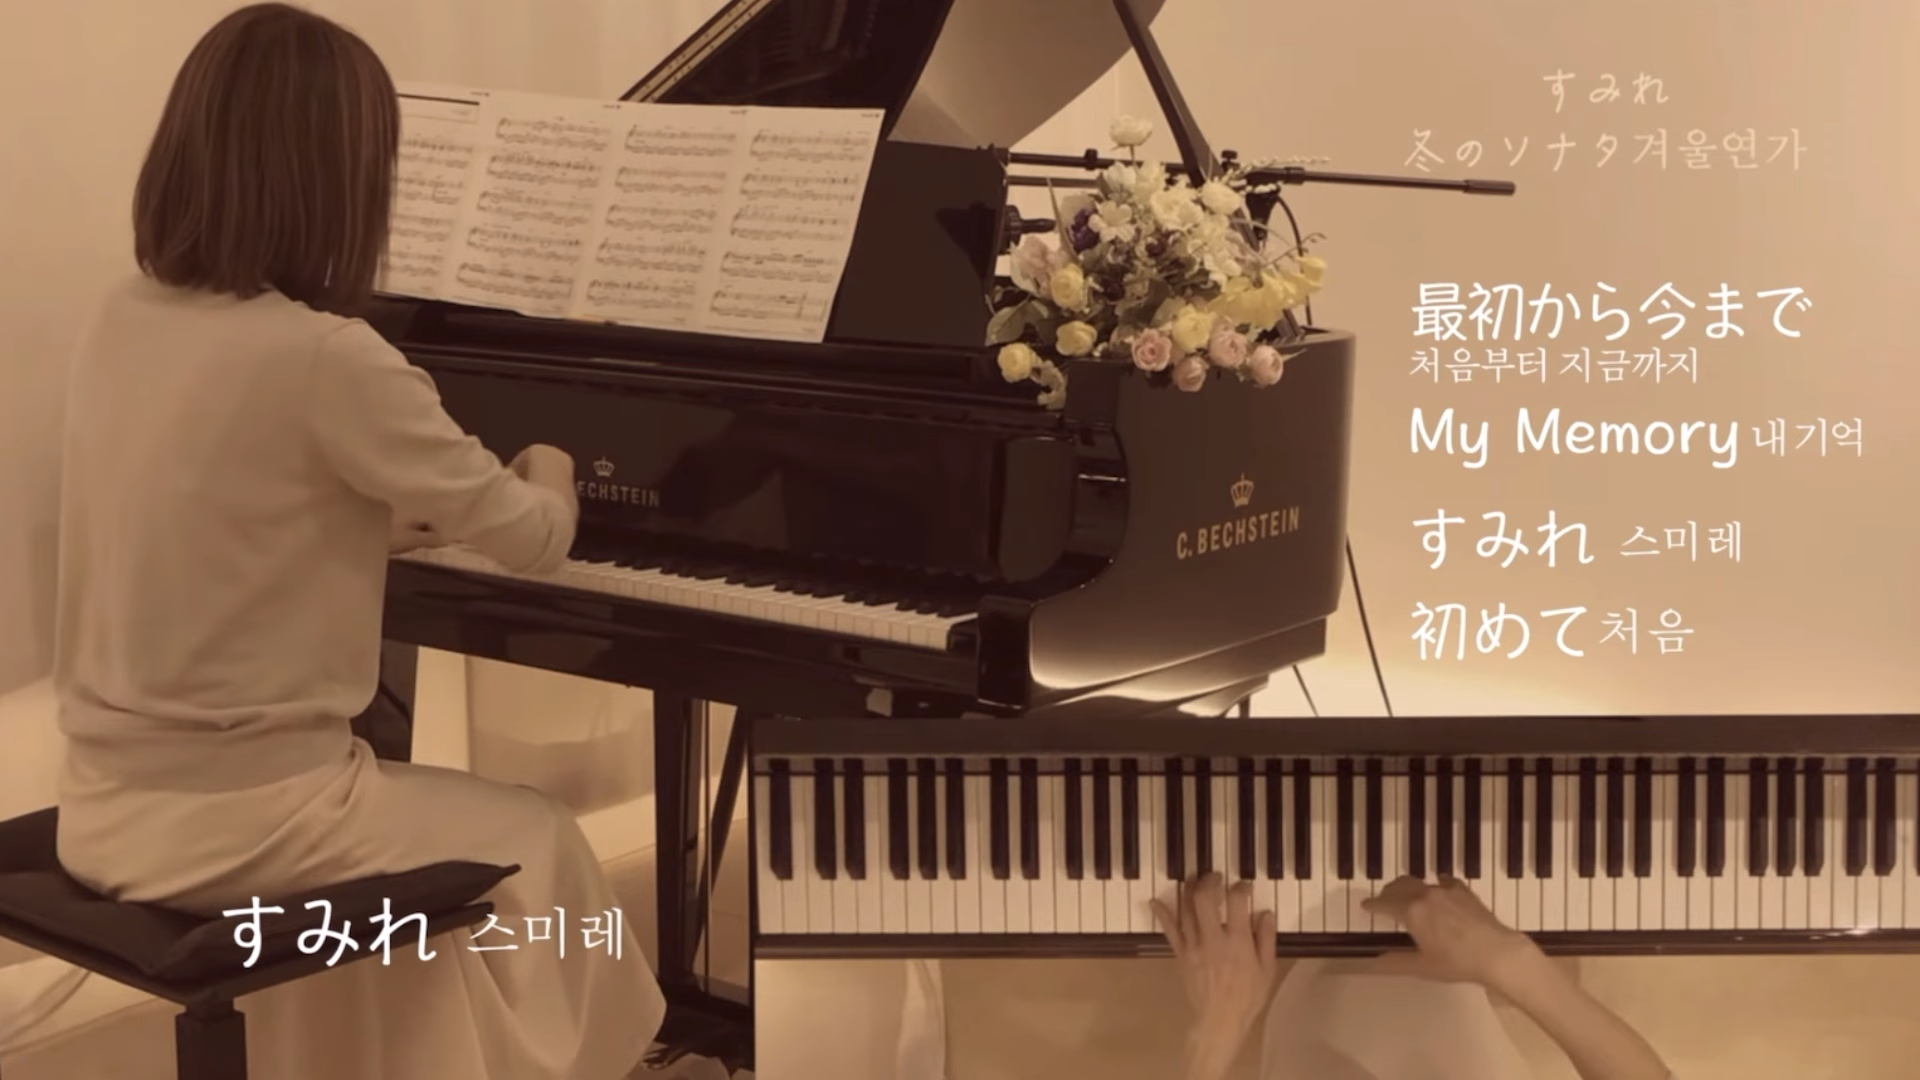 すみれ
冬のソナタ겨울연가
最初から今まで
처음부터 지금까지
My Memory 내기억
すみれ 스미레
初めて 처음
ECHSTEIN
C. BECHSTEIN
すみれ 스미레